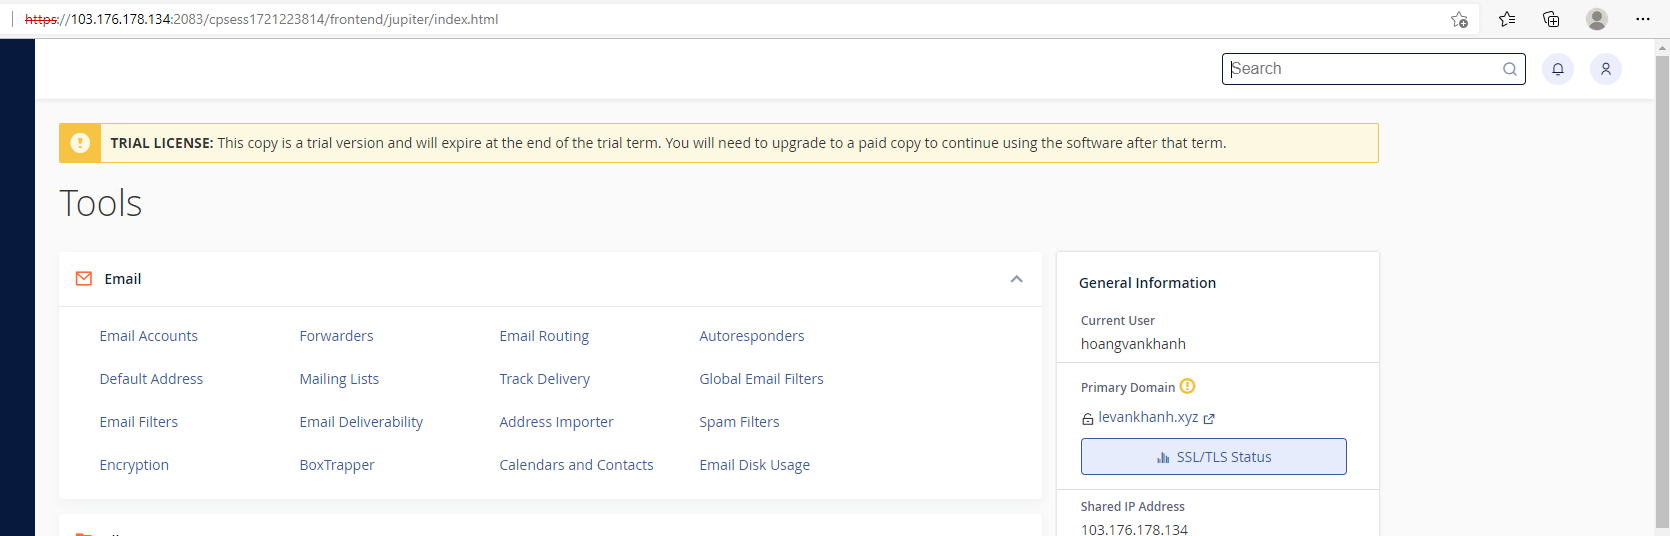 https://103.176.178.134:2083/cpsess1721223814/frontend/jupiter/index.html
Search
TRIAL LICENSE: This copy is a trial version and will expire at the end of the trial term. You will need to upgrade to a paid copy to continue using the software after that term.
Tools
Email
Email Accounts
Forwarders
Email Routing
Autoresponders
Default Address
Mailing Lists
Track Delivery
Global Email Filters
Email Filters
Email Deliverability
Address Importer
Spam Filters
Encryption
BoxTrapper
Calendars and Contacts
Email Disk Usage
General Information
Current User
hoangvankhanh
Primary Domain
levankhanh.xyz
SSL/TLS Status
Shared IP Address
103.176.178.134